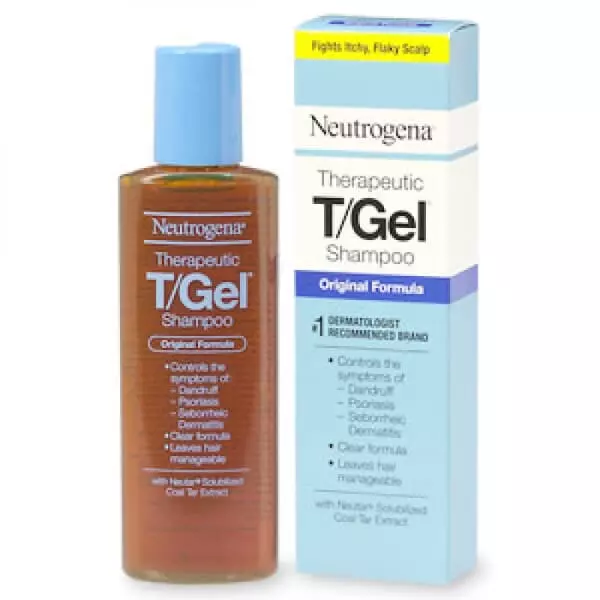 Neutrogena®
Therapeutic
T/Gel®
Shampoo
Original Formula
• Controls the
symptoms of
– Dandruff
– Psoriasis
– Seborrheic
Dermatitis
• Clear formula
• Leaves hair
manageable
with Neutar® Solubilized
Coal Tar Extract
Fights Itchy, Flaky Scalp
Neutrogena®
Therapeutic
T/Gel®
Shampoo
Original Formula
#1 DERMATOLOGIST
RECOMMENDED BRAND
• Controls the
symptoms of
– Dandruff
– Psoriasis
– Seborrheic
Dermatitis
• Clear formula
• Leaves hair
manageable
with Neutar® Solubilized
Coal Tar Extract